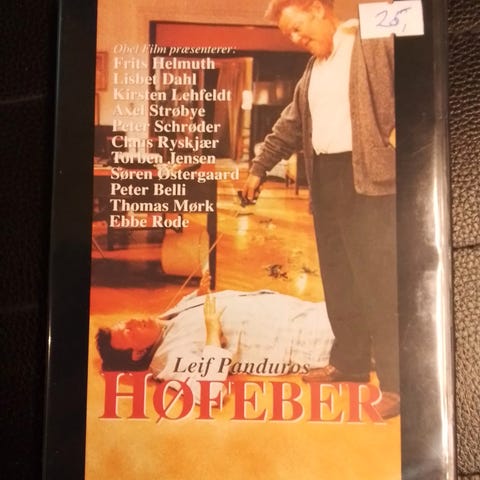 25,-
Obel Film præsenterer:
Frits Helmuth
Lisbet Dahl
Kirsten Lehfeldt
Axel Strøbye
Peter Schrøder
Claus Ryskjær
Torben Jensen
Søren Østergaard
Peter Belli
Thomas Mørk
Ebbe Rode
Leif Panduros
HØFEBER